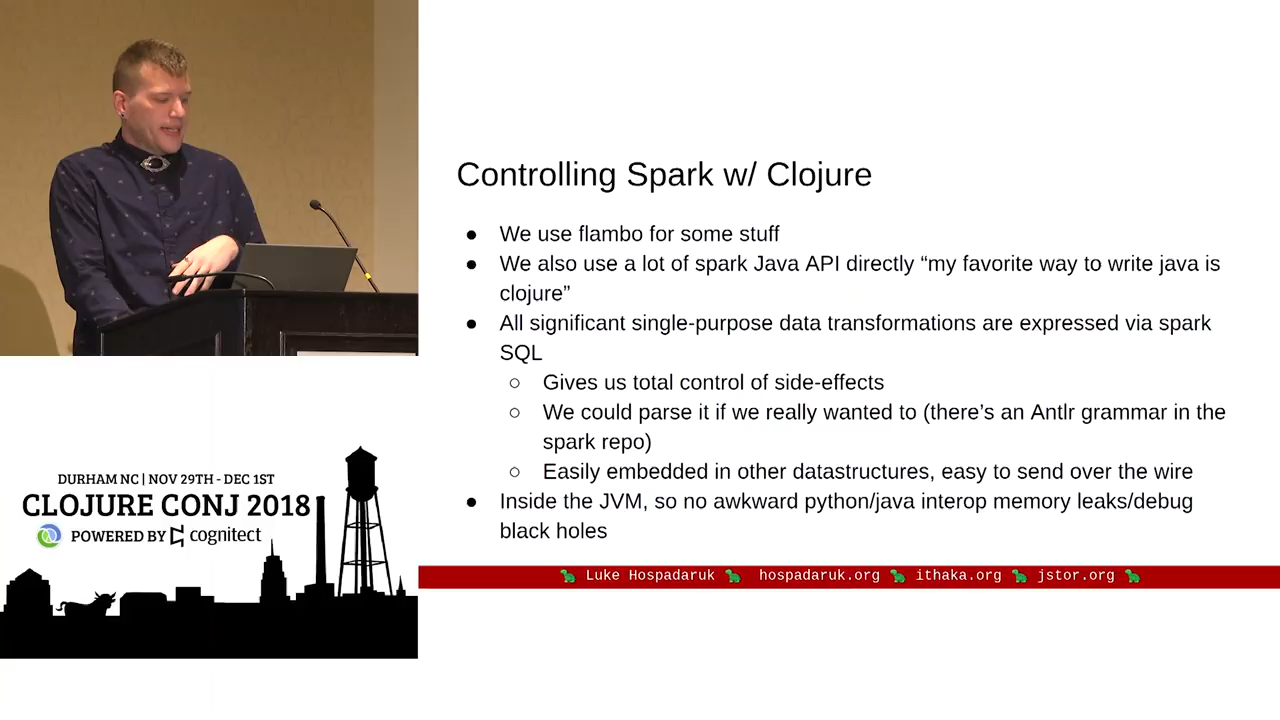 Controlling Spark w/ Clojure
● We use flambo for some stuff
● We also use a lot of spark Java API directly “my favorite way to write java is
clojure”
● All significant single-purpose data transformations are expressed via spark
SQL
○ Gives us total control of side-effects
○ We could parse it if we really wanted to (there’s an Antlr grammar in the
spark repo)
○ Easily embedded in other datastructures, easy to send over the wire
● Inside the JVM, so no awkward python/java interop memory leaks/debug
black holes
🦕 Luke Hospadaruk 🦕 hospadaruk.org 🦕 ithaka.org 🦕 jstor.org 🦕
DURHAM NC | NOV 29TH - DEC 1ST
CLOJURE CONJ 2018
POWERED BY cognitect